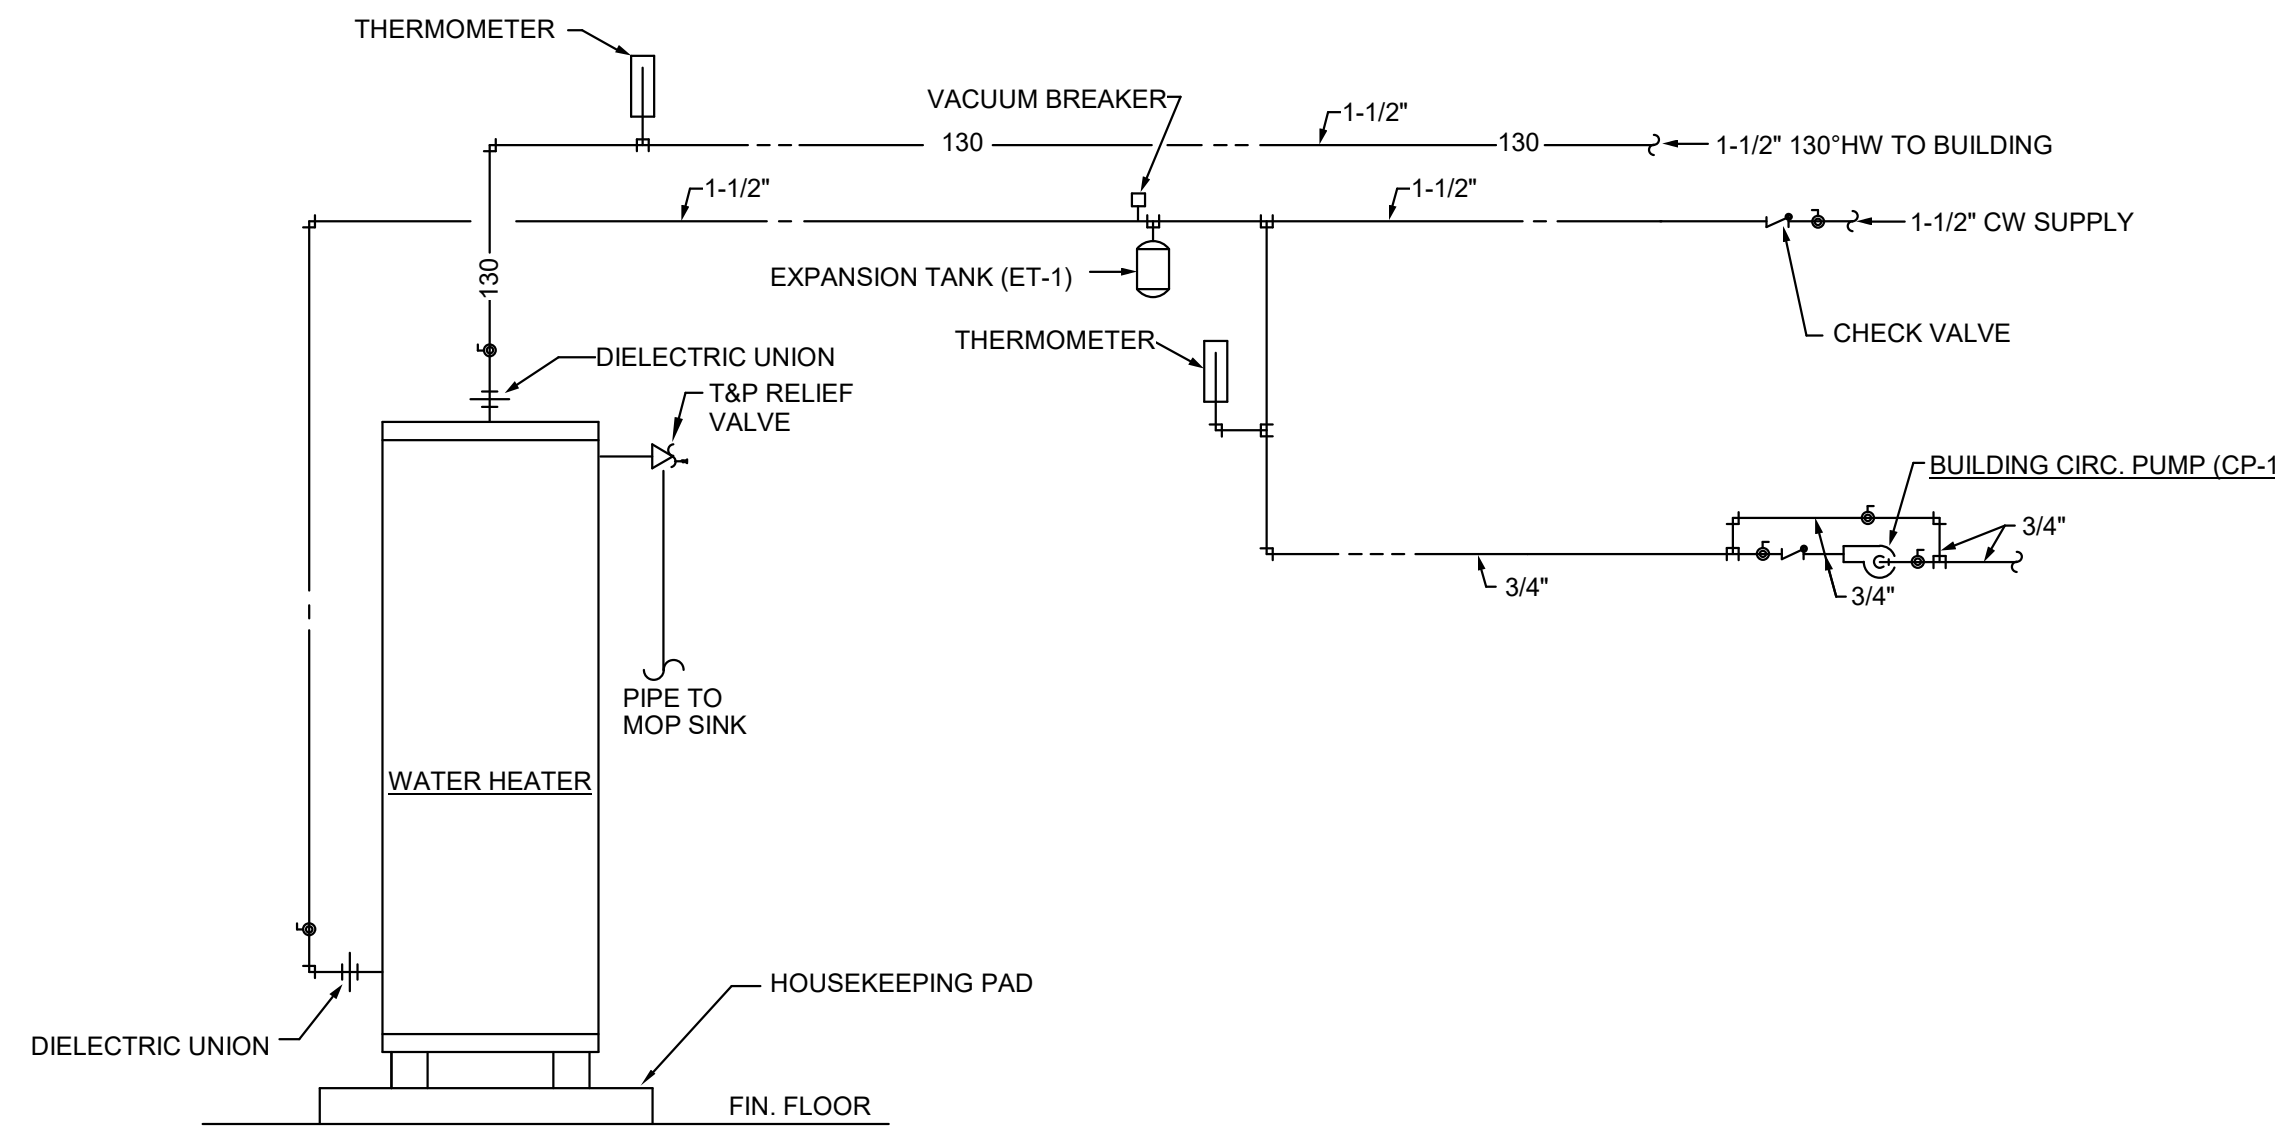 THERMOMETER
VACUUM BREAKER
1-1/2"
130
130
1-1/2" 130°HW TO BUILDING
1-1/2"
1-1/2"
1-1/2" CW SUPPLY
130
EXPANSION TANK (ET-1)
THERMOMETER
CHECK VALVE
DIELECTRIC UNION
T&P RELIEF
VALVE
BUILDING CIRC. PUMP (CP-1
3/4"
3/4"
3/4"
PIPE TO
MOP SINK
WATER HEATER
HOUSEKEEPING PAD
DIELECTRIC UNION
FIN. FLOOR